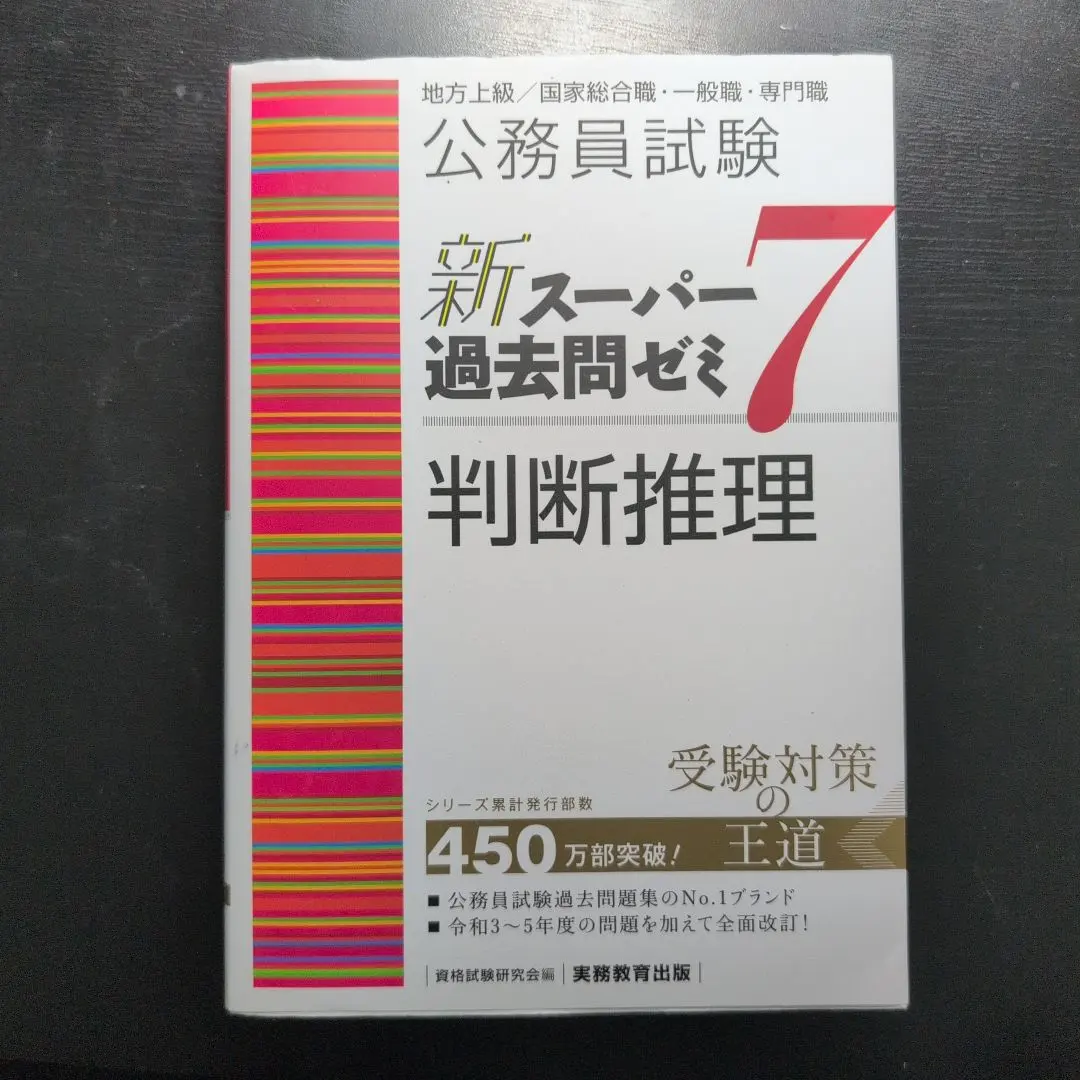 地方上級／国家総合職・一般職・専門職
公務員試験
新スーパー
過去問ゼミ
7
判断推理
受験対策
の
王道
シリーズ累計発行部数
450万部突破！
■ 公務員試験過去問題集のNo.1ブランド
■ 令和3～5年度の問題を加えて全面改訂！
資格試験研究会編｜実務教育出版